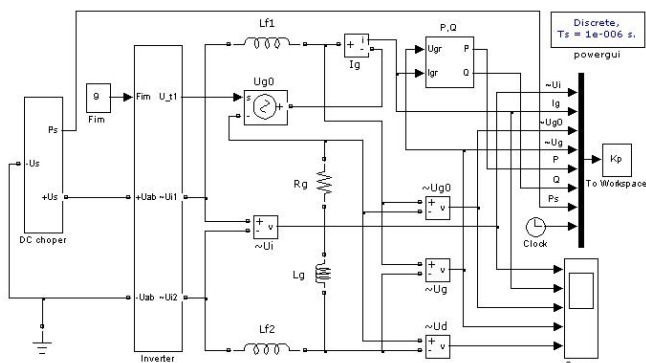 Lf1
i
+
-
Ig
P,Q
Ugr
P
Igr
Q
Discrete,
Ts = 1e-006 s.
powergui
Ug0
g
Fim
Fim
U_t1
s
+
-
~Ui
Ig
~Ug0
~Ug
P
Q
Ps
Kp
To Workspace
Ps
-Us
+Us
DC choper
+Uab
~Ui1
-Uab
~Ui2
Inverter
Rg
Lg
+
-
v
~Ui
+
-
v
~Ug0
+
-
v
~Ug
~Ud
+
-
v
Clock
Lf2